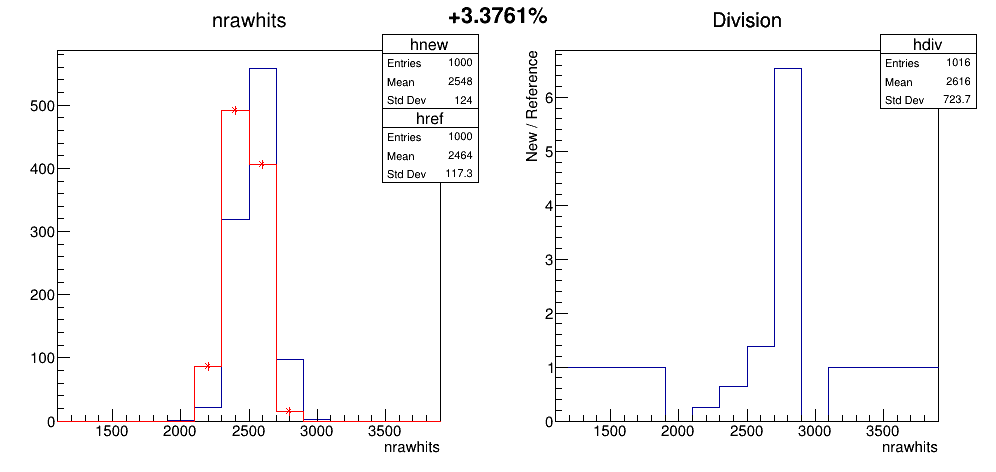 +3.3761%
nrawhits
hnew
Entries 1000
Mean 2548
Std Dev 124
href
Entries 1000
Mean 2464
Std Dev 117.3
500
400
300
200
100
0
1500 2000 2500 3000 3500
nrawhits
Division
hdiv
Entries 1016
Mean 2616
Std Dev 723.7
New / Reference
6
5
4
3
2
1
0
1500 2000 2500 3000 3500
nrawhits